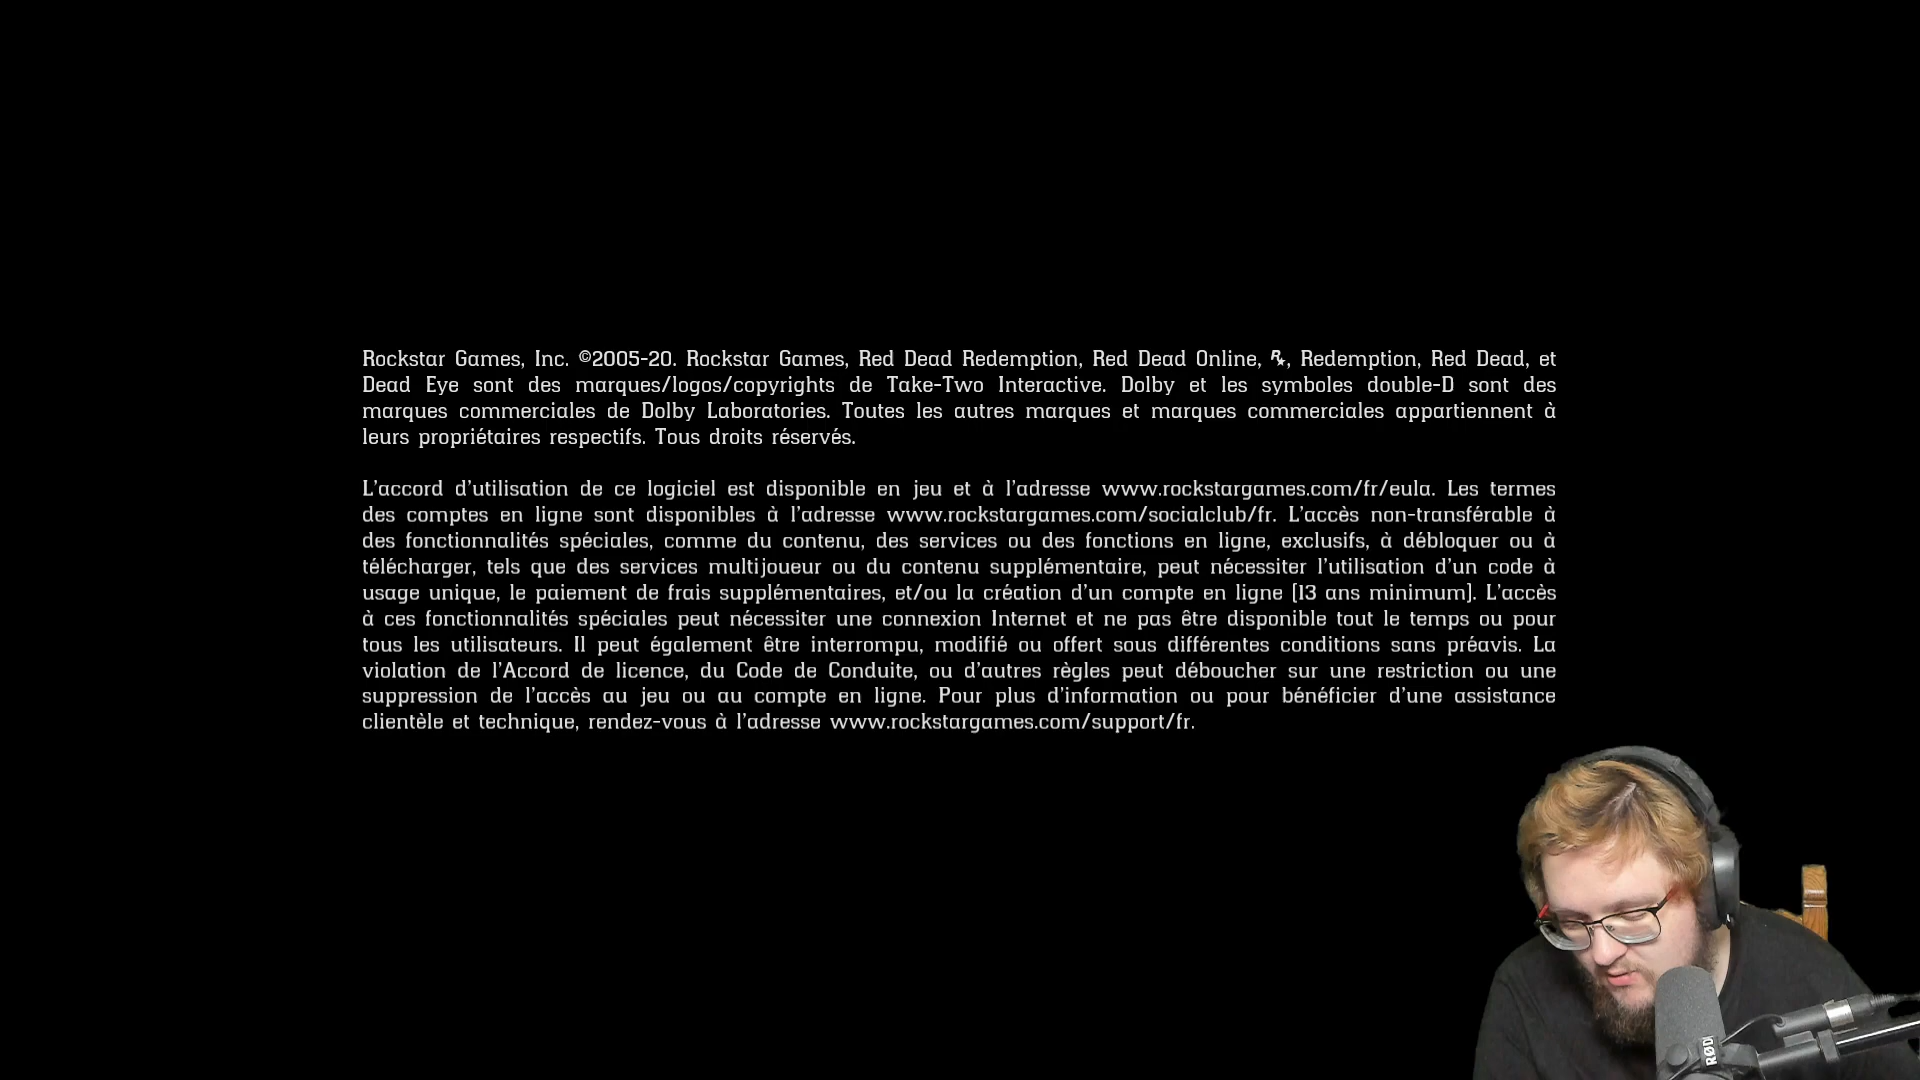 Rockstar Games, Inc. ©2005-20. Rockstar Games, Red Dead Redemption, Red Dead Online, R★, Redemption, Red Dead, et
Dead Eye sont des marques/logos/copyrights de Take-Two Interactive. Dolby et les symboles double-D sont des
marques commerciales de Dolby Laboratories. Toutes les autres marques et marques commerciales appartiennent à
leurs propriétaires respectifs. Tous droits réservés.
L'accord d'utilisation de ce logiciel est disponible en jeu et à l'adresse www.rockstargames.com/fr/eula. Les termes
des comptes en ligne sont disponibles à l'adresse www.rockstargames.com/socialclub/fr. L'accès non-transférable à
des fonctionnalités spéciales, comme du contenu, des services ou des fonctions en ligne, exclusifs, à débloquer ou à
télécharger, tels que des services multijoueur ou du contenu supplémentaire, peut nécessiter l'utilisation d'un code à
usage unique, le paiement de frais supplémentaires, et/ou la création d'un compte en ligne (13 ans minimum). L'accès
à ces fonctionnalités spéciales peut nécessiter une connexion Internet et ne pas être disponible tout le temps ou pour
tous les utilisateurs. Il peut également être interrompu, modifié ou offert sous différentes conditions sans préavis. La
violation de l'Accord de licence, du Code de Conduite, ou d'autres règles peut déboucher sur une restriction ou une
suppression de l'accès au jeu ou au compte en ligne. Pour plus d'information ou pour bénéficier d'une assistance
clientèle et technique, rendez-vous à l'adresse www.rockstargames.com/support/fr.
RØDE